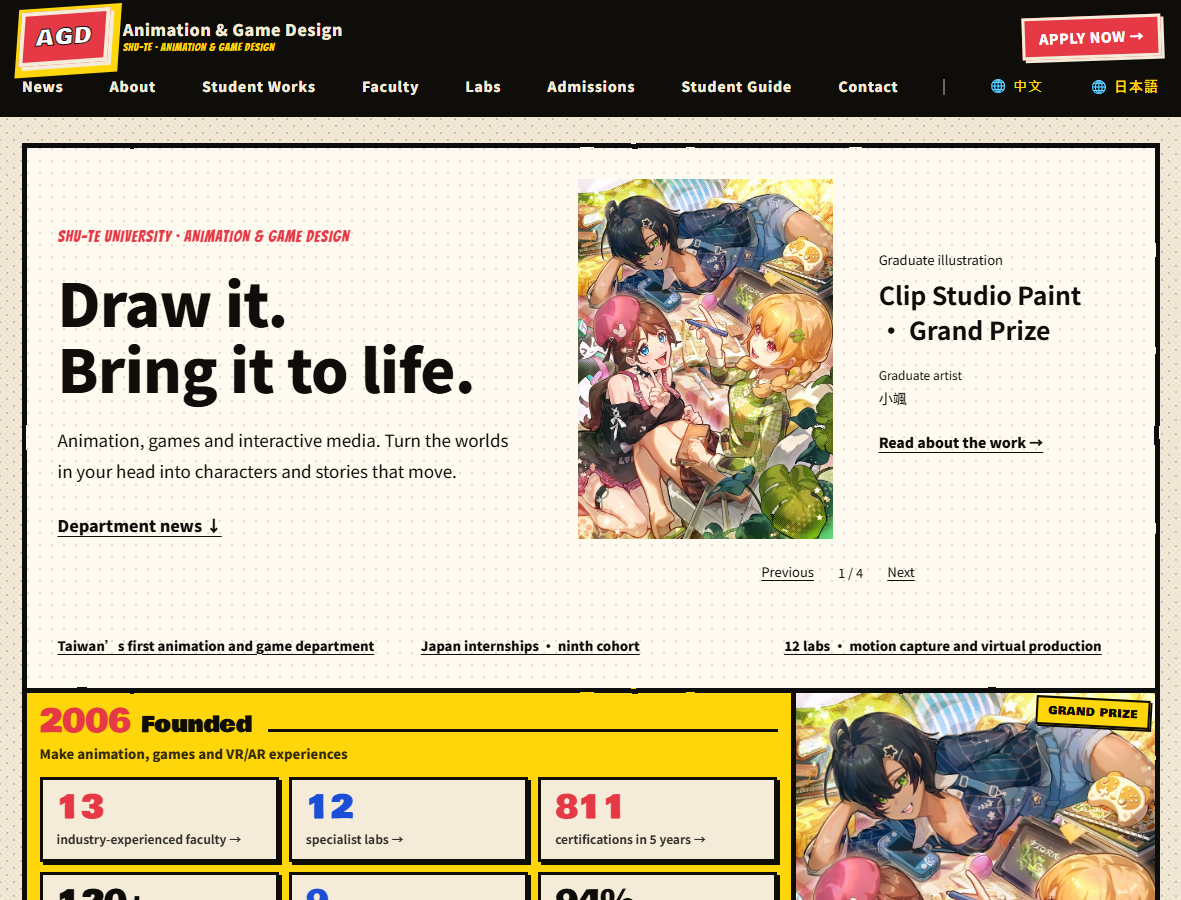 AGD
Animation & Game Design
SHU-TE · ANIMATION & GAME DESIGN
APPLY NOW →
News About Student Works Faculty Labs Admissions Student Guide Contact | 中文 日本語
SHU-TE UNIVERSITY · ANIMATION & GAME DESIGN
Draw it.
Bring it to life.
Animation, games and interactive media. Turn the worlds
in your head into characters and stories that move.
Department news ↓
Graduate illustration
Clip Studio Paint
・ Grand Prize
Graduate artist
小颯
Read about the work →
Previous 1 / 4 Next
Taiwan’s first animation and game department
Japan internships・ninth cohort
12 labs・motion capture and virtual production
2006 Founded
Make animation, games and VR/AR experiences
13
industry-experienced faculty →
12
specialist labs →
811
certifications in 5 years →
GRAND PRIZE